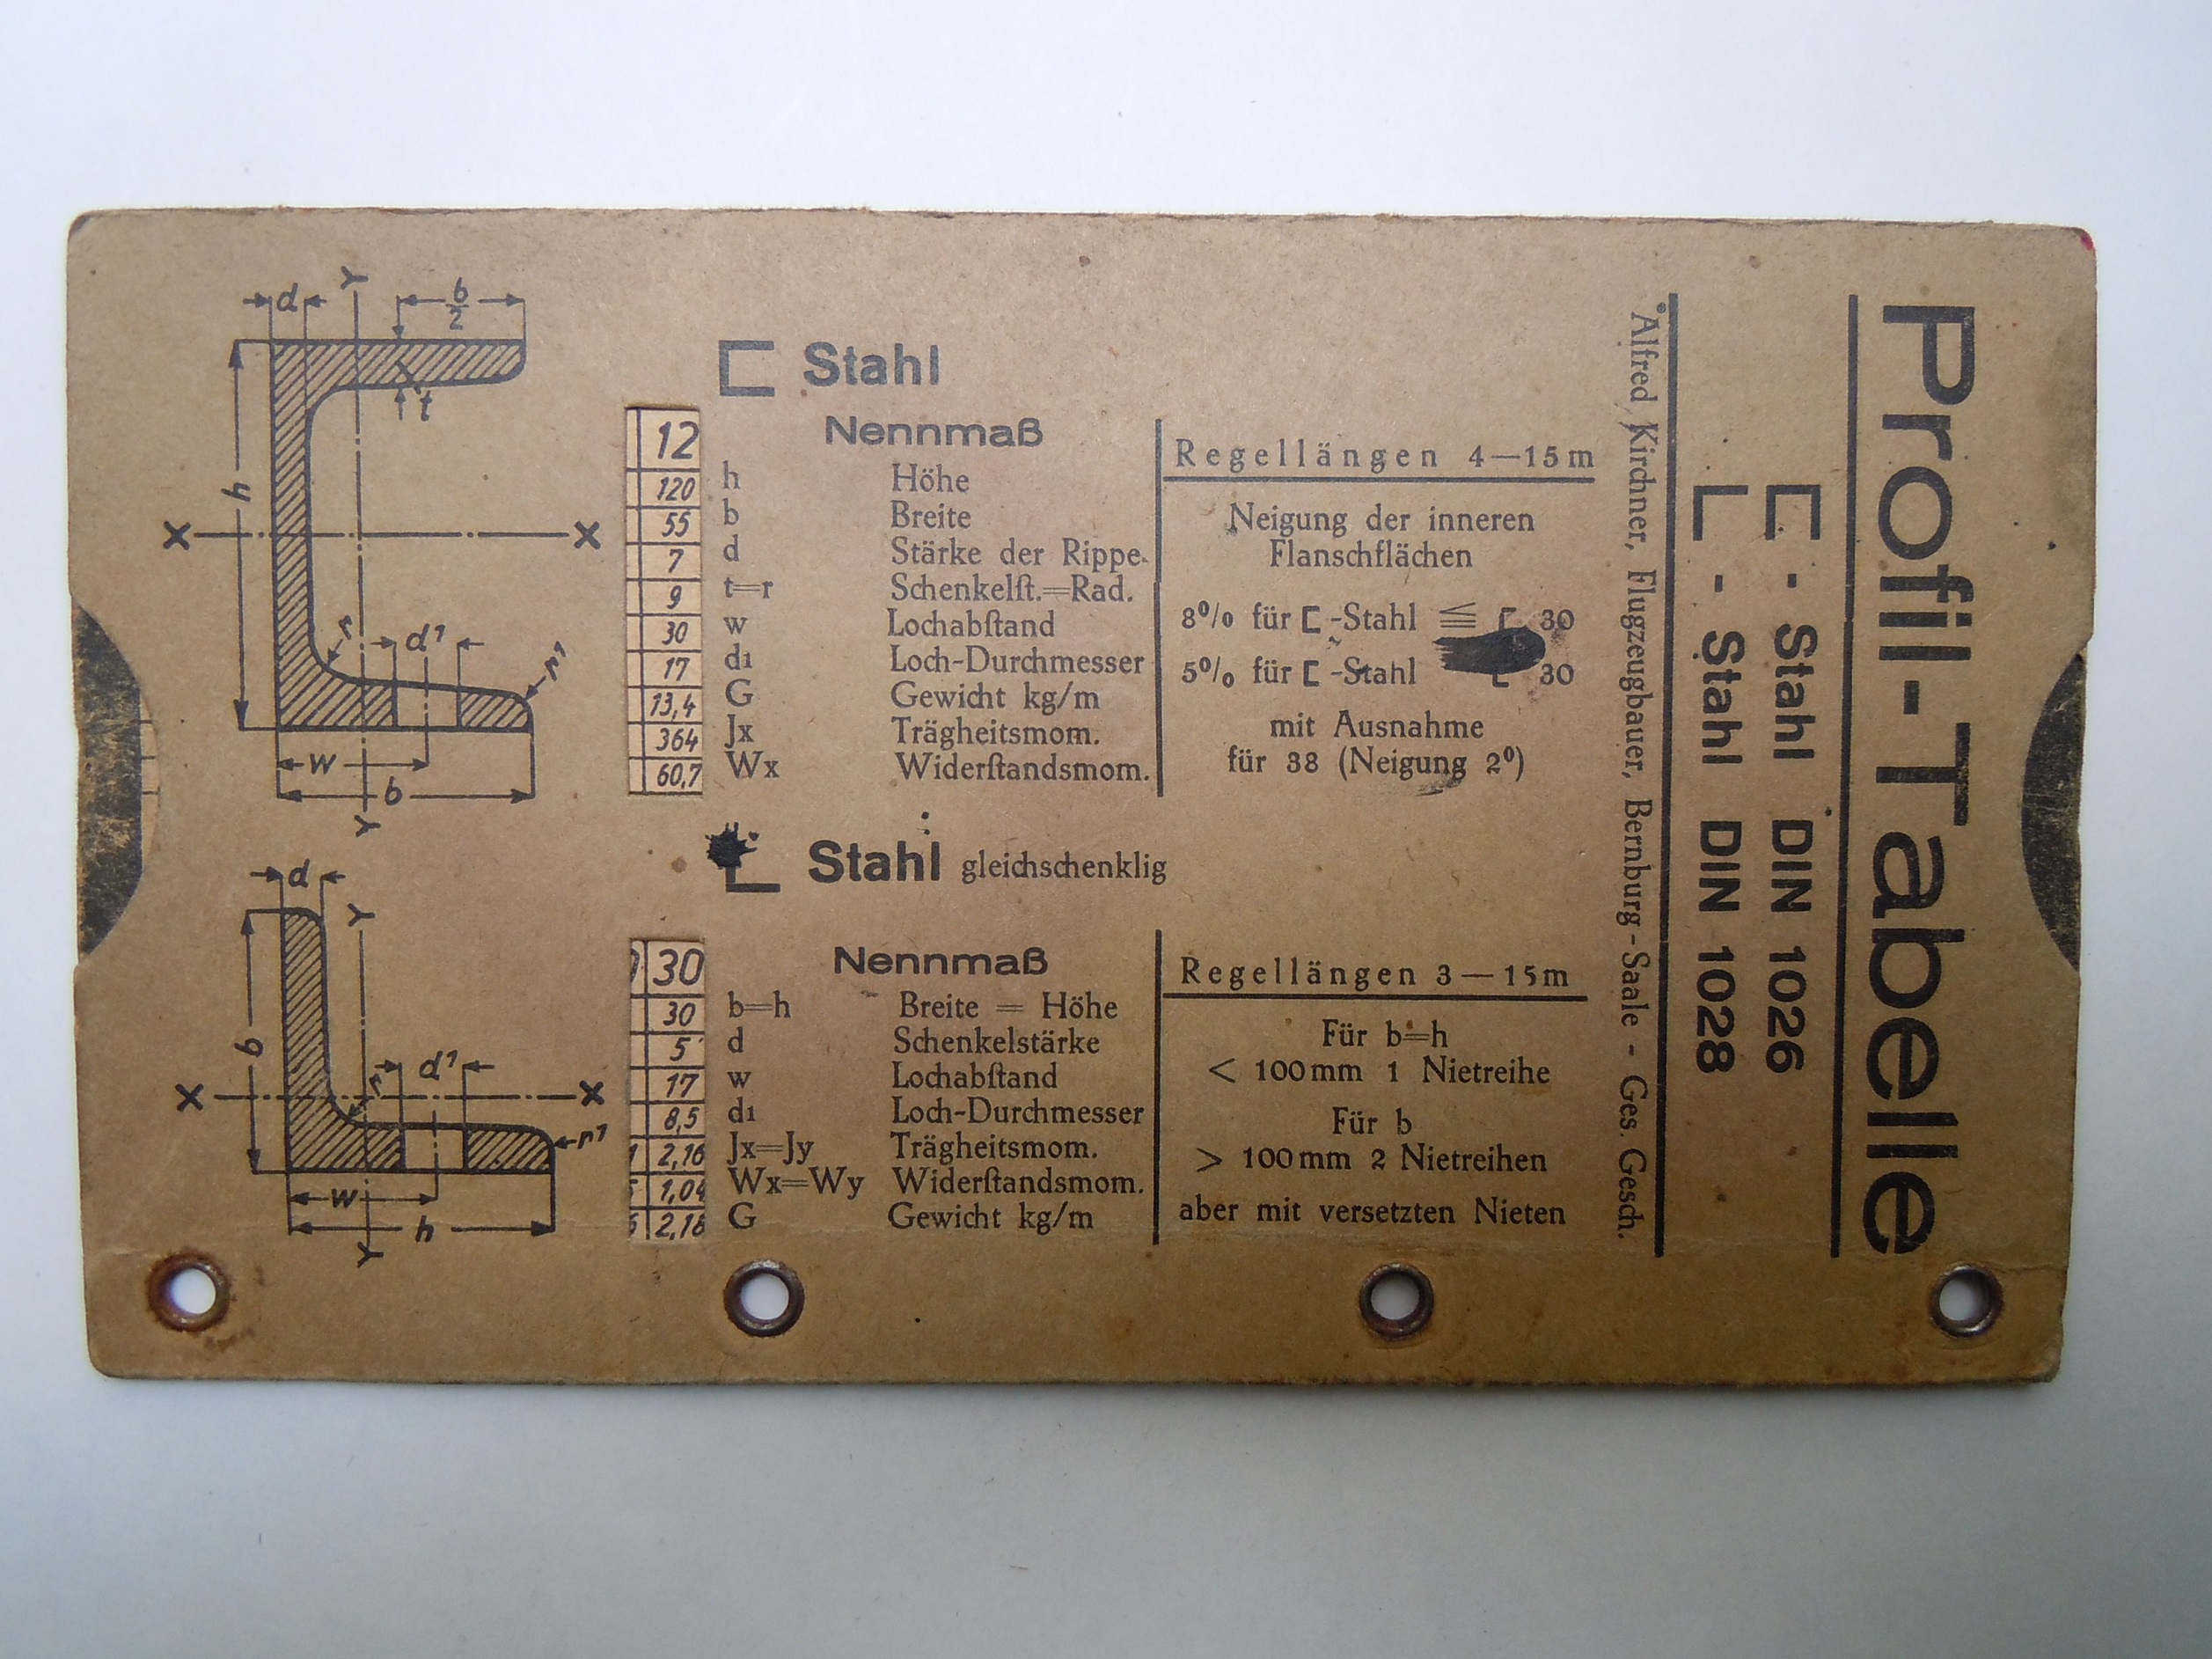 Profil-Tabelle
⊏ - Stahl DIN 1026
L - Stahl DIN 1028
Alfred Kirchner, Flugzeugbauer, Bernburg-Saale - Ges. Gesch.
d
Y
b/2
t
h
X
X
r
d1
r1
w
b
Y
⊏ Stahl
12 Nennmaß
120 h Höhe
55 b Breite
7 d Stärke der Rippe
9 t=r Schenkelſt.=Rad.
30 w Lochabſtand
17 d1 Loch-Durchmesser
13,4 G Gewicht kg/m
364 Jx Trägheitsmom.
60,7 Wx Widerſtandsmom.
Regellängen 4—15m
Neigung der inneren
Flanschflächen
8% für ⊏-Stahl ≦ ⊏ 30
5% für ⊏-Stahl ⊏ 30
mit Ausnahme
für 38 (Neigung 2⁰)
d
Y
b
X
X
r
d1
r1
w
h
Y
L Stahl gleichschenklig
30 Nennmaß
30 b=h Breite = Höhe
5 d Schenkelstärke
17 w Lochabſtand
8,5 d1 Loch-Durchmesser
2,16 Jx=Jy Trägheitsmom.
1,04 Wx=Wy Widerſtandsmom.
2,18 G Gewicht kg/m
Regellängen 3—15m
Für b=h
< 100mm 1 Nietreihe
Für b
> 100mm 2 Nietreihen
aber mit versetzten Nieten